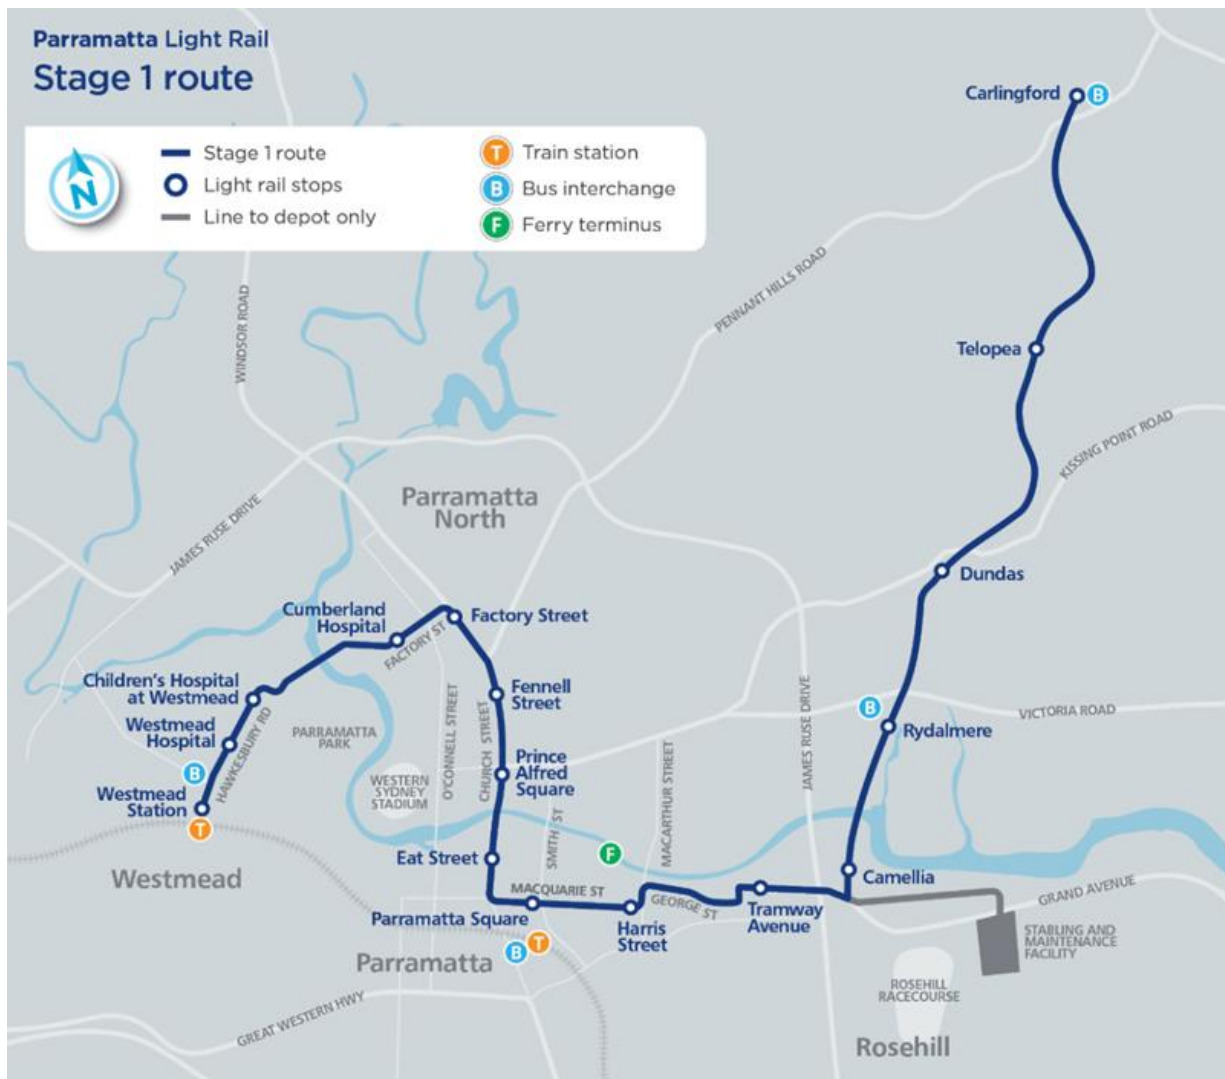 Parramatta Light Rail
Stage 1 route
N
Stage 1 route
Light rail stops
Line to depot only
T Train station
B Bus interchange
F Ferry terminus
Carlingford B
WINDSOR ROAD
PENNANT HILLS ROAD
Telopea
KISSING POINT ROAD
JAMES RUSE DRIVE
Parramatta
North
Dundas
Cumberland
Hospital
FACTORY ST
Factory Street
Children's Hospital
at Westmead
Fennell
Street
Westmead
Hospital
HAWKESBURY RD
PARRAMATTA
PARK
O'CONNELL STREET
CHURCH STREET
JAMES RUSE DRIVE
B
Rydalmere
VICTORIA ROAD
B
Westmead
Station
T
WESTERN
SYDNEY
STADIUM
Prince
Alfred
Square
MACARTHUR STREET
SMITH ST
F
Westmead
Eat Street
MACQUARIE ST
Camellia
GEORGE ST
GRAND AVENUE
Parramatta Square
Harris
Street
Tramway
Avenue
STABLING AND
MAINTENANCE
FACILITY
B T
Parramatta
ROSEHILL
RACECOURSE
GREAT WESTERN HWY
Rosehill